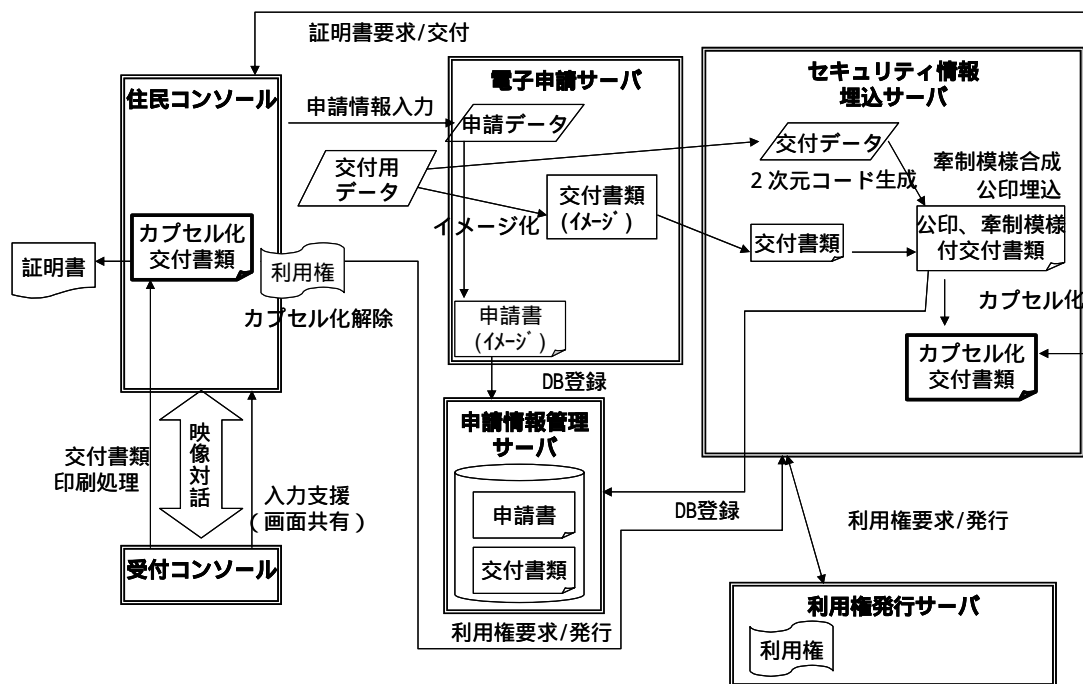 証明書要求/交付
住民コンソール
申請情報入力
電子申請サーバ
申請データ
セキュリティ情報
埋込サーバ
交付用
データ
交付データ
2次元コード生成
牽制模様合成
公印埋込
交付書類
(イメージ)
イメージ化
交付書類
公印、牽制模様
付交付書類
カプセル化
交付書類
証明書
利用権
カプセル化解除
申請書
(イメージ)
カプセル化
カプセル化
交付書類
DB登録
申請情報管理
サーバ
申請書
交付書類
映像対話
交付書類
印刷処理
入力支援
(画面共有)
受付コンソール
DB登録
利用権要求/発行
利用権要求/発行
利用権発行サーバ
利用権